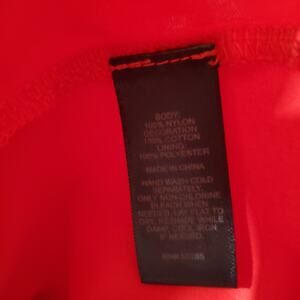 BODY:
100% NYLON
DECORATION
100% COTTON
LINING:
100% POLYESTER
MADE IN CHINA
HAND WASH COLD
SEPARATELY,
ONLY NON-CHLORINE
BLEACH WHEN
NEEDED, LAY FLAT TO
DRY, RESHAPE WHILE
DAMP, COOL IRON
IF NEEDED.